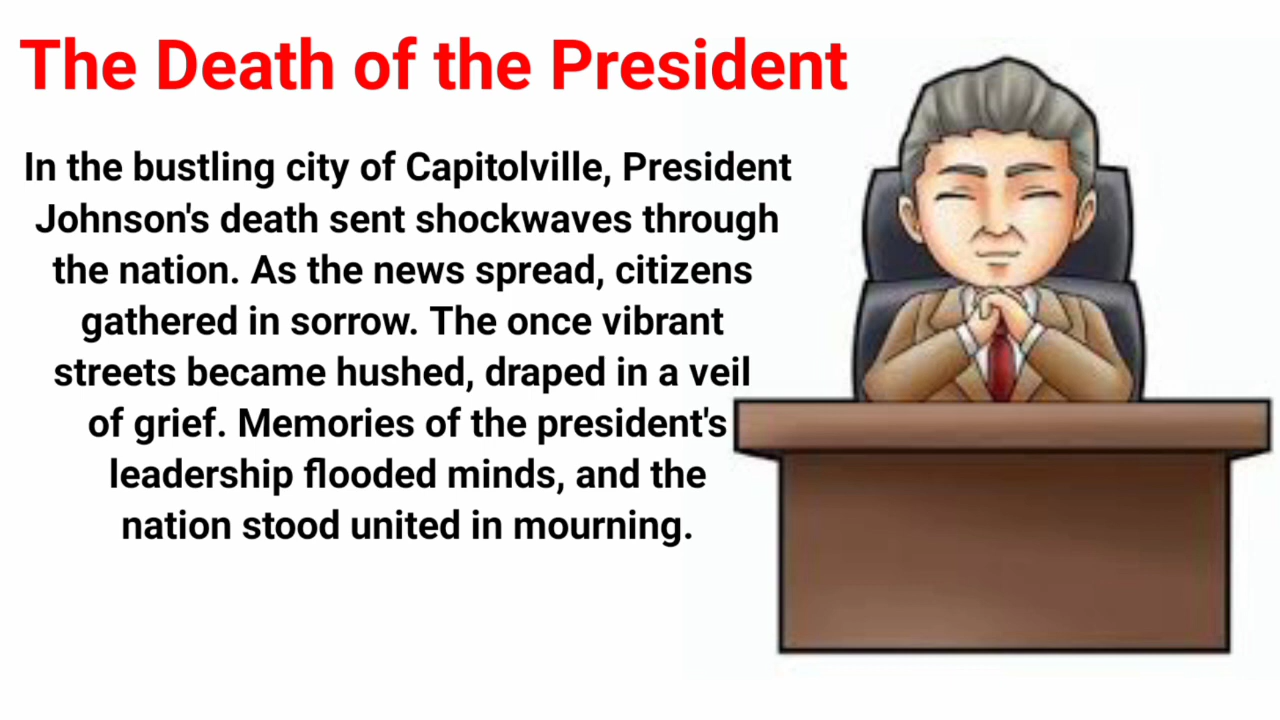 The Death of the President
In the bustling city of Capitolville, President
Johnson's death sent shockwaves through
the nation. As the news spread, citizens
gathered in sorrow. The once vibrant
streets became hushed, draped in a veil
of grief. Memories of the president's
leadership flooded minds, and the
nation stood united in mourning.